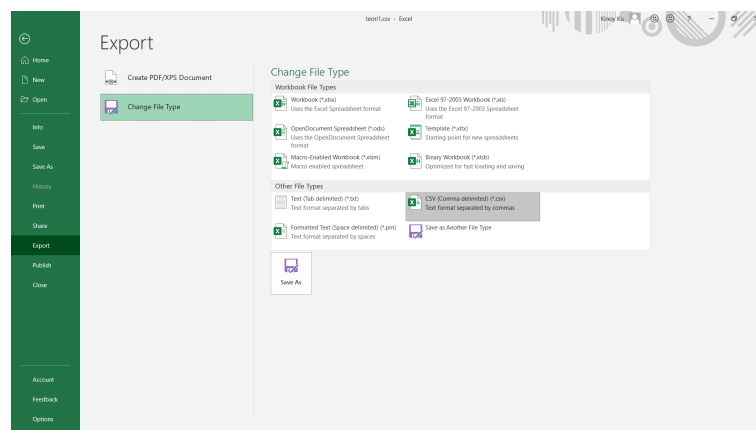 teori1.csv - Excel
Kincy Ke
?
Export
Home
New
Open
Info
Save
Save As
History
Print
Share
Export
Publish
Close
Account
Feedback
Options
Create PDF/XPS Document
Change File Type
Change File Type
Workbook File Types
Workbook (*.xlsx)
Uses the Excel Spreadsheet format
Excel 97-2003 Workbook (*.xls)
Uses the Excel 97-2003 Spreadsheet
format
OpenDocument Spreadsheet (*.ods)
Uses the OpenDocument Spreadsheet
format
Template (*.xltx)
Starting point for new spreadsheets
Macro-Enabled Workbook (*.xlsm)
Macro enabled spreadsheet
Binary Workbook (*.xlsb)
Optimized for fast loading and saving
Other File Types
Text (Tab delimited) (*.txt)
Text format separated by tabs
CSV (Comma delimited) (*.csv)
Text format separated by commas
Formatted Text (Space delimited) (*.prn)
Text format separated by spaces
Save as Another File Type
Save As